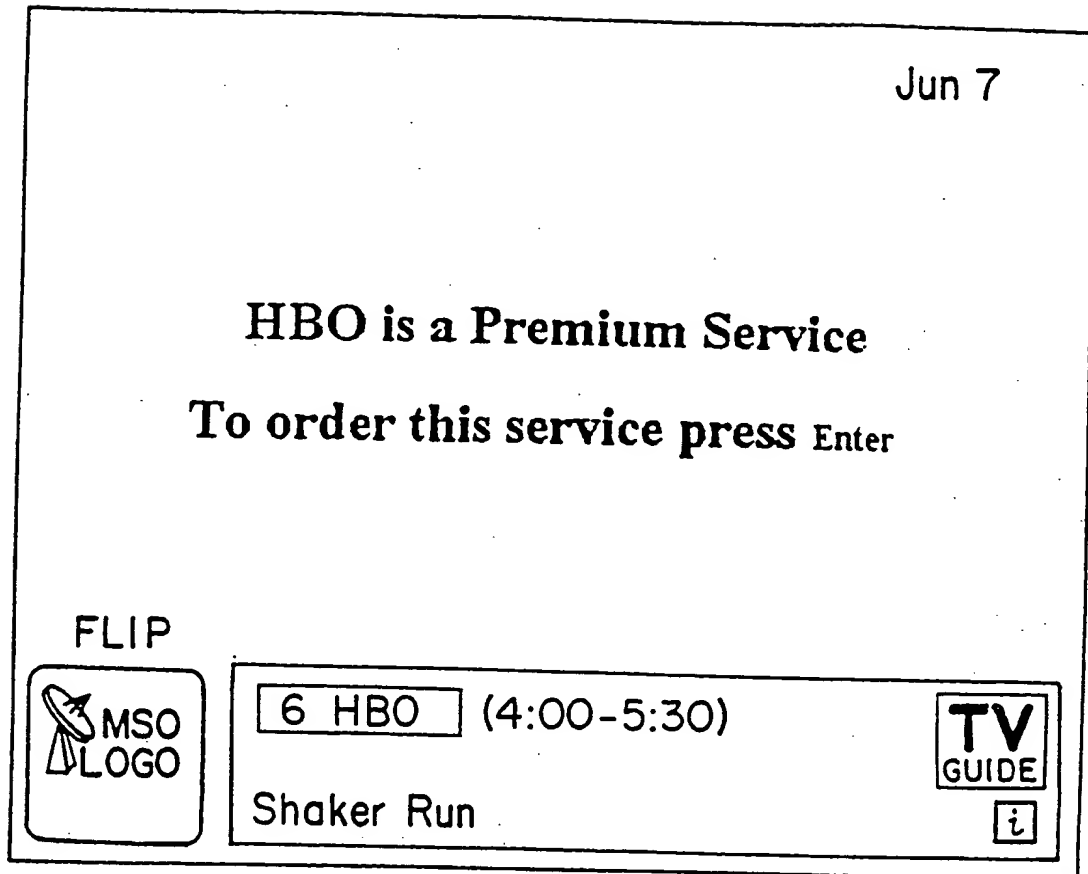 Jun 7
HBO is a Premium Service
To order this service press Enter
FLIP
MSO
LOGO
6 HBO (4:00-5:30)
TV
GUIDE
Shaker Run
i